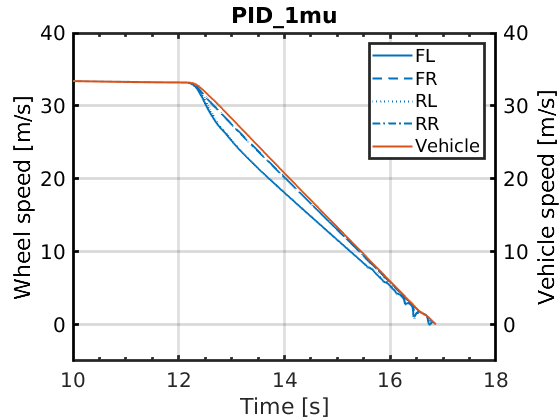 PID_1mu
40
30
20
10
0
Wheel speed [m/s]
FL
FR
RL
RR
Vehicle
40
30
20
10
0
Vehicle speed [m/s]
10 12 14 16 18
Time [s]